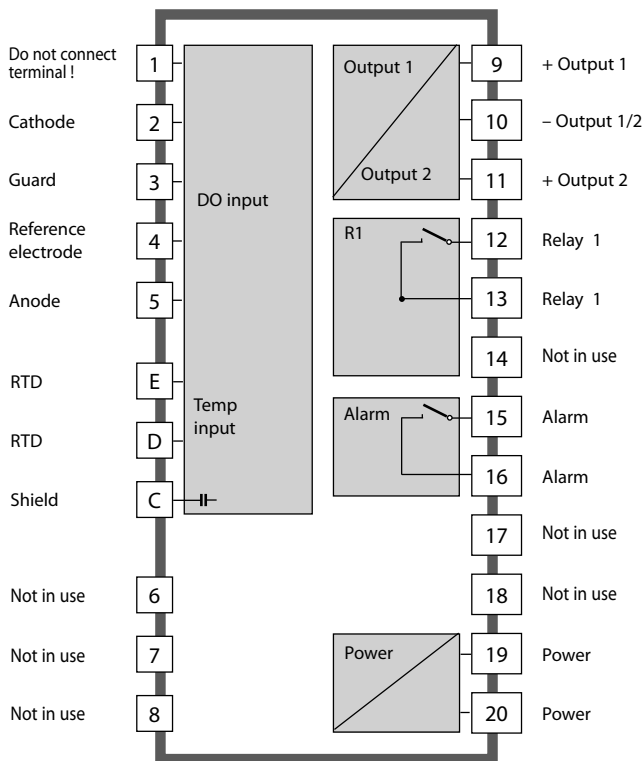 Do not connect
terminal !
1
Cathode
2
Guard
3
Reference
electrode
4
Anode
5
RTD
E
RTD
D
Shield
C
Not in use
6
Not in use
7
Not in use
8
DO input
Temp
input
Output 1
Output 2
9
+ Output 1
10
– Output 1/2
11
+ Output 2
R1
12
Relay 1
13
Relay 1
14
Not in use
Alarm
15
Alarm
16
Alarm
17
Not in use
18
Not in use
Power
19
Power
20
Power